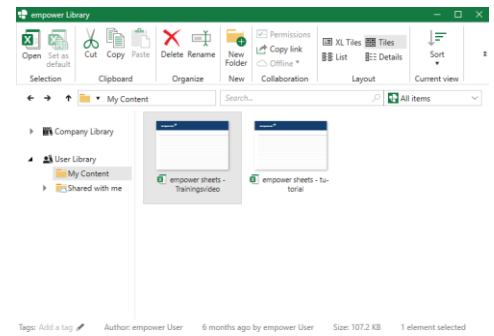 empower Library
Open
Set as
default
Cut
Copy
Paste
Delete
Rename
New
Folder
Permissions
Copy link
Offline
XL Tiles
Tiles
List
Details
Sort
Selection
Clipboard
Organize
New
Collaboration
Layout
Current view
My Content
Search...
All items
Company Library
User Library
My Content
Shared with me
empower sheets -
Trainingsvideo
empower sheets - tu-
torial
Tags: Add a tag
Author: empower User
6 months ago by empower User
Size: 107.2 KB
1 element selected